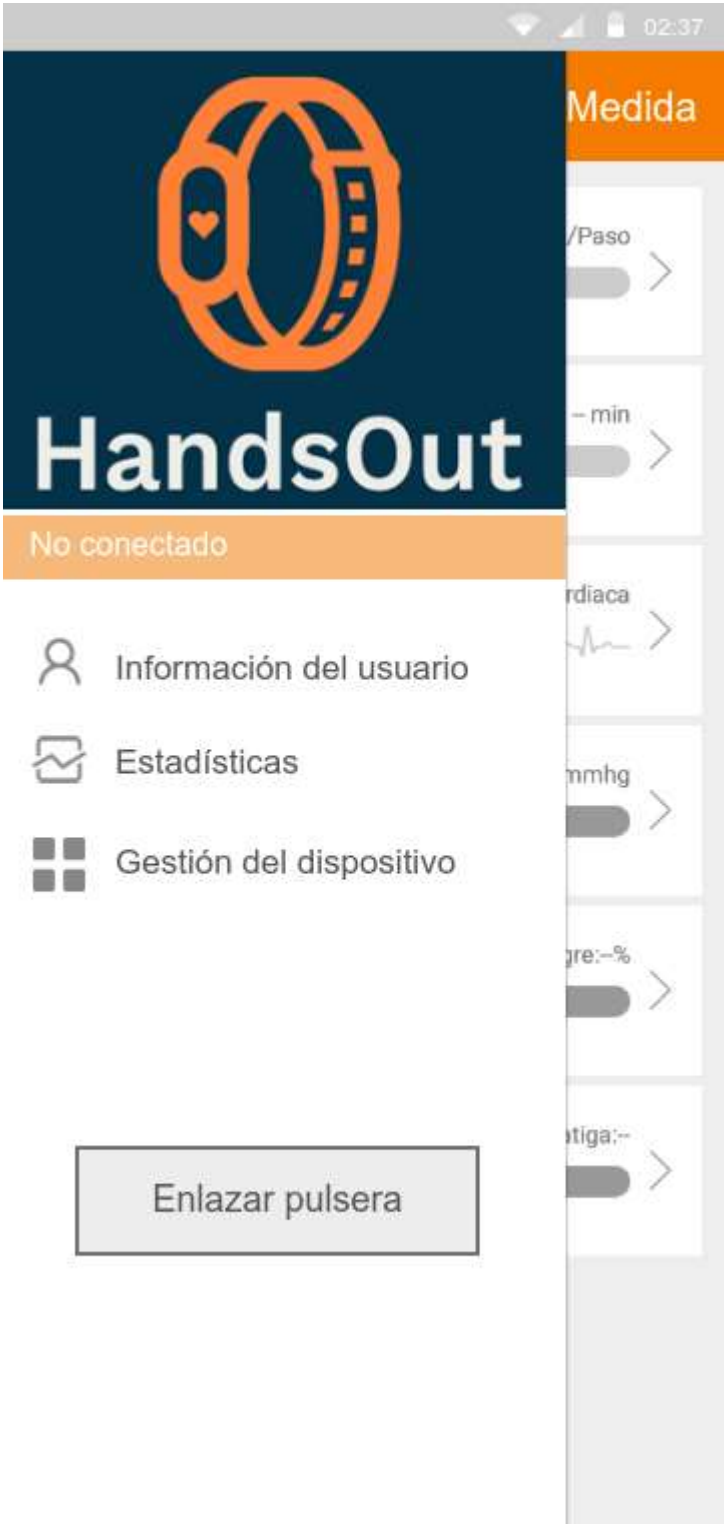 02:37
Medida
HandsOut
No conectado
Información del usuario
Estadísticas
Gestión del dispositivo
Enlazar pulsera
/Paso
-- min
rdiaca
mmhg
gre:--%
atiga:--